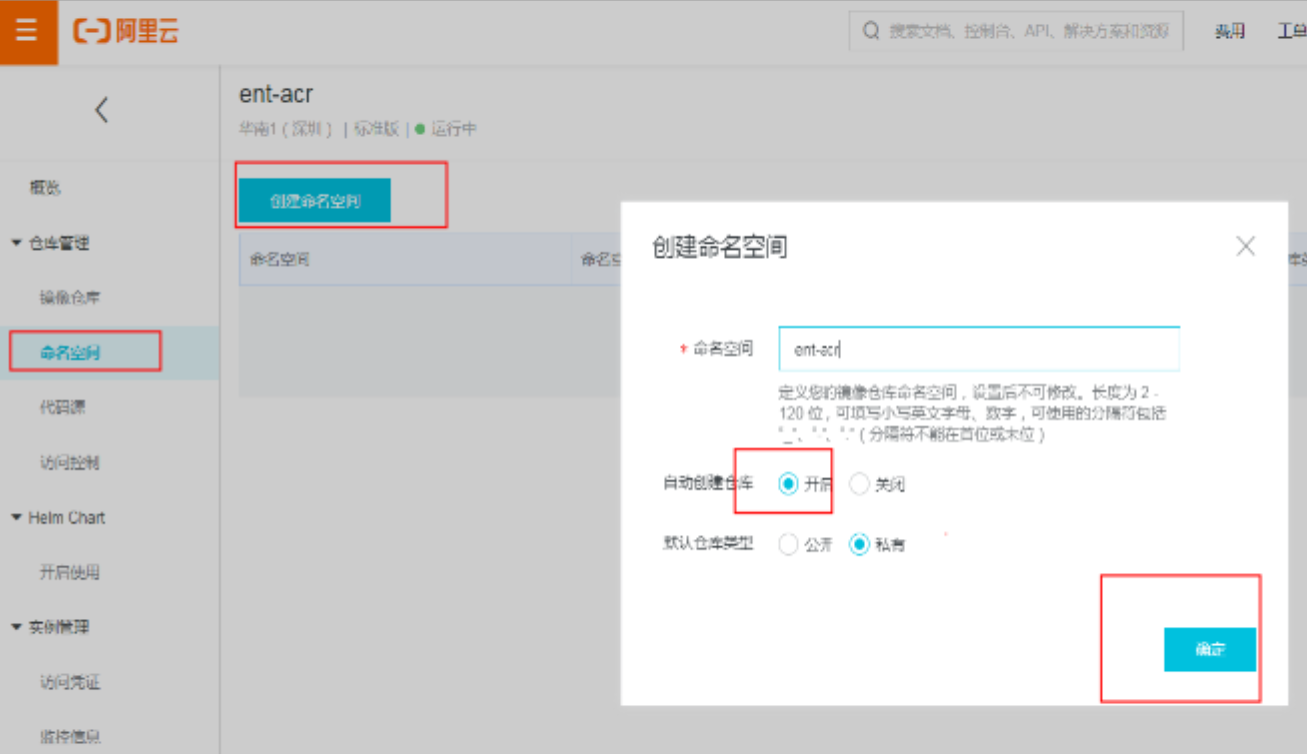 阿里云
搜索文档、控制台、API、解决方案和资源
费用
工单
ent-acr
华南1（深圳） | 标准版 | 运行中
概览
仓库管理
镜像仓库
命名空间
代码源
访问控制
Helm Chart
开启使用
实例管理
访问凭证
监控信息
创建命名空间
命名空间
命名空
创建命名空间
* 命名空间
ent-acr
定义您的镜像仓库命名空间，设置后不可修改。长度为 2 -
120 位，可填写小写英文字母、数字，可使用的分隔符包括
"_"、"-"、"."（分隔符不能在首位或末位）
自动创建仓库
开启
关闭
默认仓库类型
公开
私有
确定